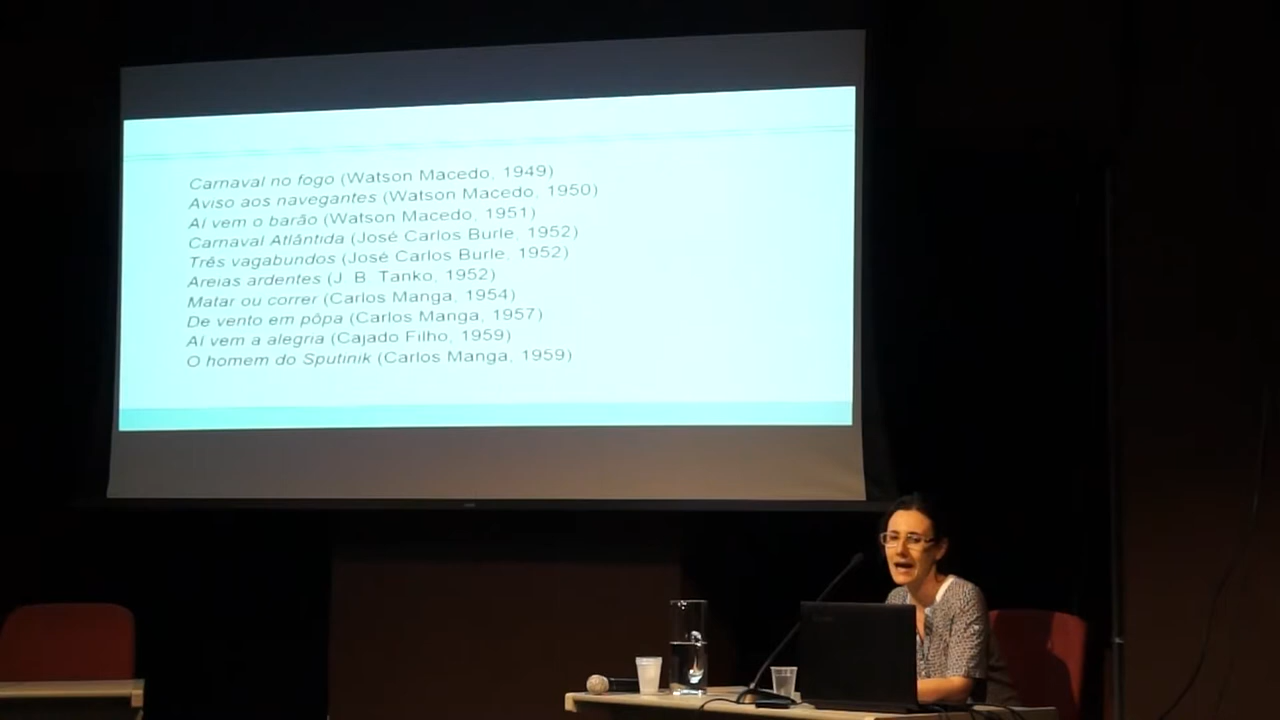 Carnaval no fogo (Watson Macedo, 1949)
Aviso aos navegantes (Watson Macedo, 1950)
Aí vem o barão (Watson Macedo, 1951)
Carnaval Atlântida (José Carlos Burle, 1952)
Três vagabundos (José Carlos Burle, 1952)
Areias ardentes (J. B. Tanko, 1952)
Matar ou correr (Carlos Manga, 1954)
De vento em pôpa (Carlos Manga, 1957)
Aí vem a alegria (Cajado Filho, 1959)
O homem do Sputinik (Carlos Manga, 1959)